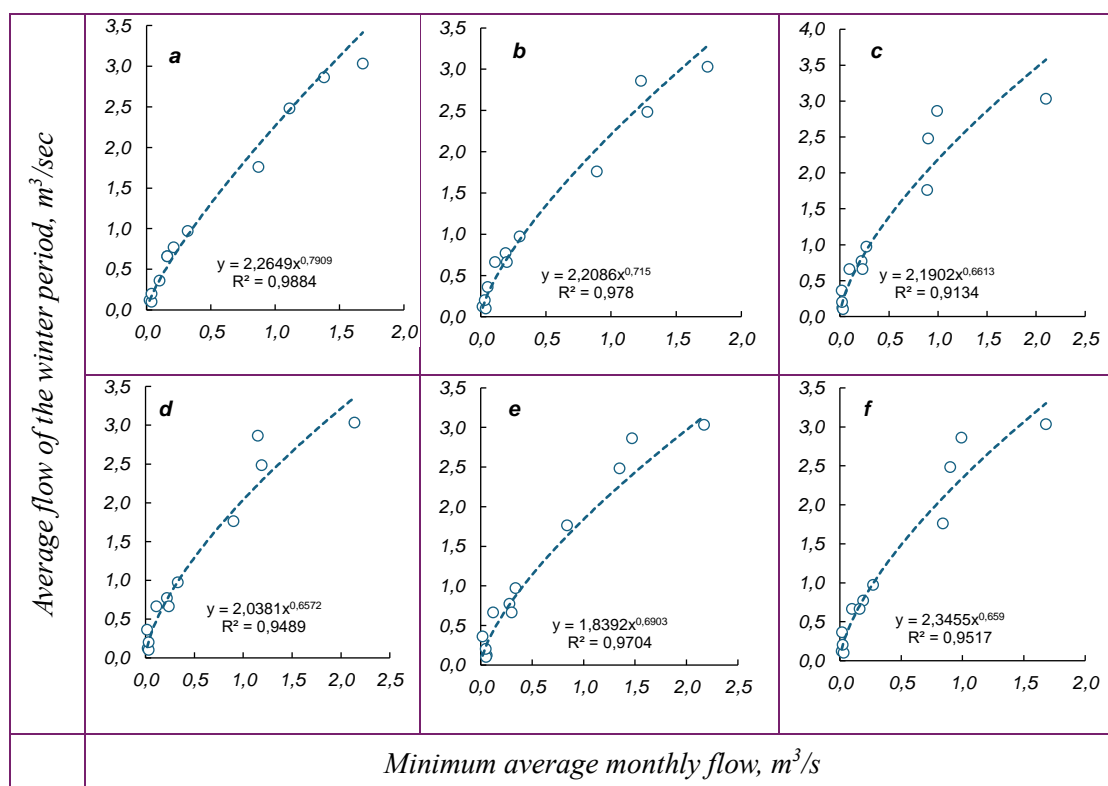 Average flow of the winter period, m³/sec
a
3,5
3,0
2,5
2,0
1,5
1,0
0,5
0,0
y = 2,2649x^0,7909
R² = 0,9884
0,0 0,5 1,0 1,5 2,0
b
3,5
3,0
2,5
2,0
1,5
1,0
0,5
0,0
y = 2,2086x^0,715
R² = 0,978
0,0 0,5 1,0 1,5 2,0
c
4,0
3,5
3,0
2,5
2,0
1,5
1,0
0,5
0,0
y = 2,1902x^0,6613
R² = 0,9134
0,0 0,5 1,0 1,5 2,0 2,5
d
3,5
3,0
2,5
2,0
1,5
1,0
0,5
0,0
y = 2,0381x^0,6572
R² = 0,9489
0,0 0,5 1,0 1,5 2,0 2,5
e
3,5
3,0
2,5
2,0
1,5
1,0
0,5
0,0
y = 1,8392x^0,6903
R² = 0,9704
0,0 0,5 1,0 1,5 2,0 2,5
f
3,5
3,0
2,5
2,0
1,5
1,0
0,5
0,0
y = 2,3455x^0,659
R² = 0,9517
0,0 0,5 1,0 1,5 2,0
Minimum average monthly flow, m³/s